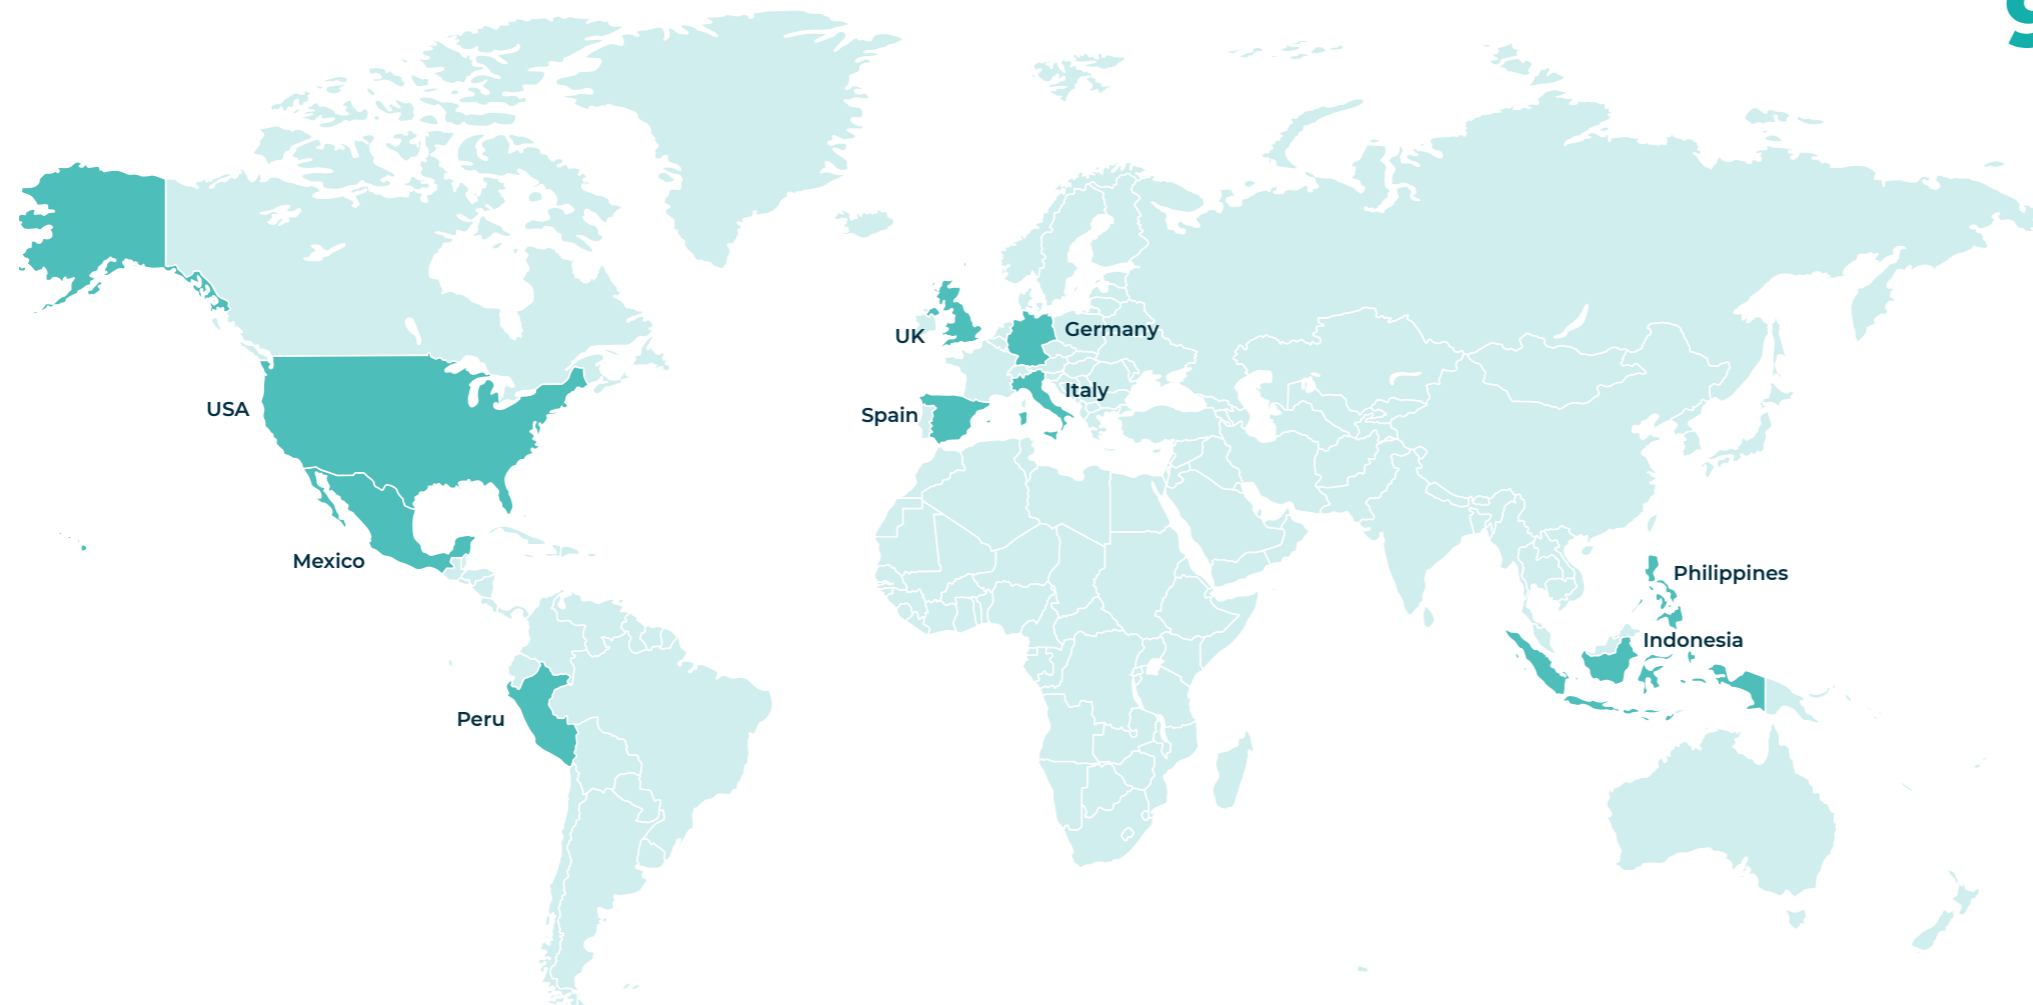 UK
Germany
Italy
USA
Spain
Mexico
Philippines
Indonesia
Peru